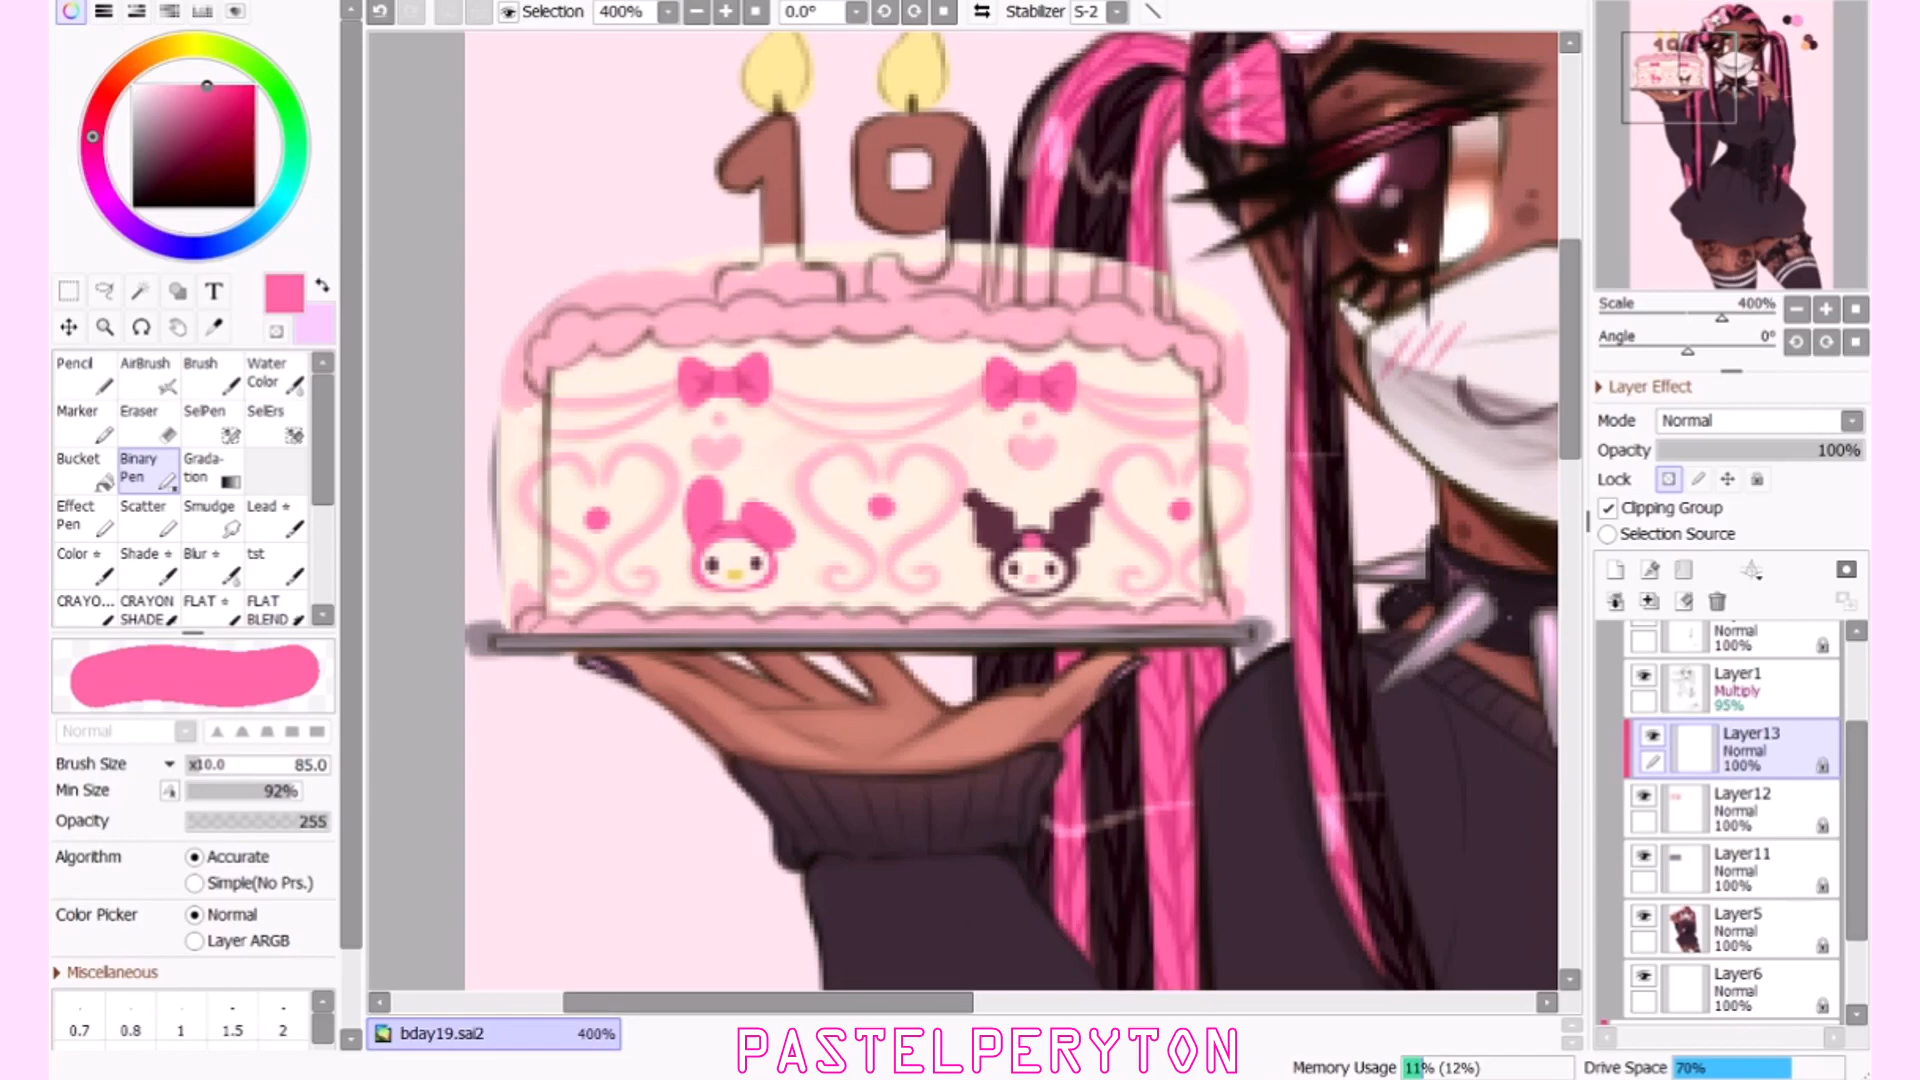 Selection 400% 0.0° Stabilizer S-2
19
T
Pencil AirBrush Brush Water Color
Marker Eraser SelPen SelErs
Bucket Binary Pen Grada-tion
Effect Pen Scatter Smudge Lead
Color Shade Blur tst
CRAYO... CRAYON SHADE FLAT FLAT BLEND
Normal
Brush Size x10.0 85.0
Min Size 92%
Opacity 255
Algorithm Accurate
Simple(No Prs.)
Color Picker Normal
Layer ARGB
Miscellaneous
0.7 0.8 1 1.5 2
bday19.sai2 400%
PASTELPERYTON
Memory Usage 11% (12%) Drive Space 70%
Scale 400%
Angle 0°
Layer Effect
Mode Normal
Opacity 100%
Lock
Clipping Group
Selection Source
Normal
100%
Layer1
Multiply
95%
Layer13
Normal
100%
Layer12
Normal
100%
Layer11
Normal
100%
Layer5
Normal
100%
Layer6
Normal
100%